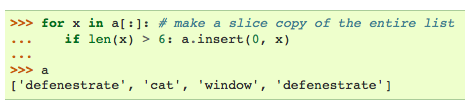 >>> for x in a[:]: # make a slice copy of the entire list
...    if len(x) > 6: a.insert(0, x)
...
>>> a
['defenestrate', 'cat', 'window', 'defenestrate']